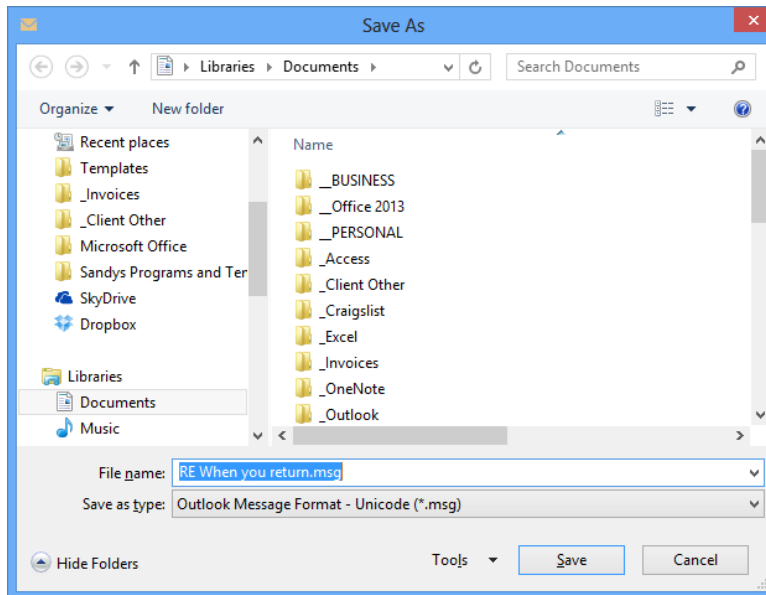 Save As
Libraries Documents
Search Documents
Organize New folder
Recent places
Templates
_Invoices
_Client Other
Microsoft Office
Sandys Programs and Ter
SkyDrive
Dropbox
Libraries
Documents
Music
Name
__BUSINESS
__Office 2013
__PERSONAL
_Access
_Client Other
_Craigslist
_Excel
_Invoices
_OneNote
_Outlook
File name: RE When you return.msg
Save as type: Outlook Message Format - Unicode (*.msg)
Hide Folders Tools Save Cancel